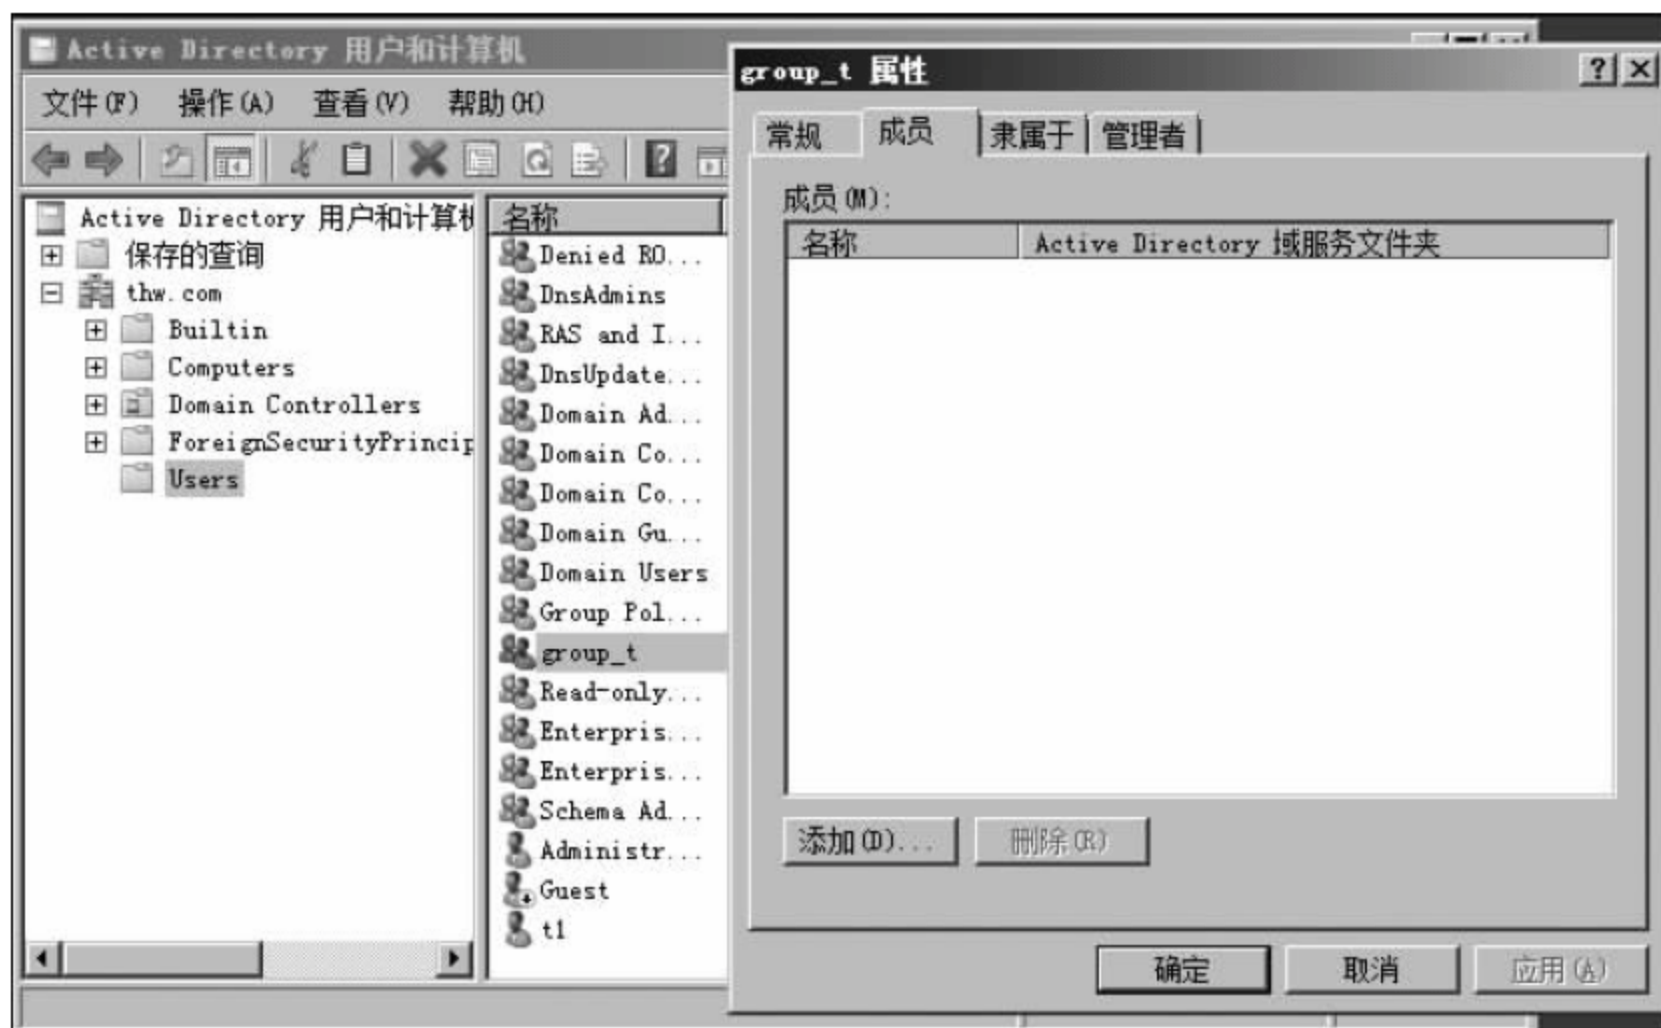 Active Directory 用户和计算机
文件(F) 操作(A) 查看(V) 帮助(H)
Active Directory 用户和计算机
保存的查询
thw.com
Builtin
Computers
Domain Controllers
ForeignSecurityPrincip
Users
名称
Denied RO...
DnsAdmins
RAS and I...
DnsUpdate...
Domain Ad...
Domain Co...
Domain Co...
Domain Gu...
Domain Users
Group Pol...
group_t
Read-only...
Enterpris...
Enterpris...
Schema Ad...
Administr...
Guest
t1
group_t 属性
常规 成员 隶属于 管理者
成员(M):
名称 Active Directory 域服务文件夹
添加(D)... 删除(R)
确定 取消 应用(A)